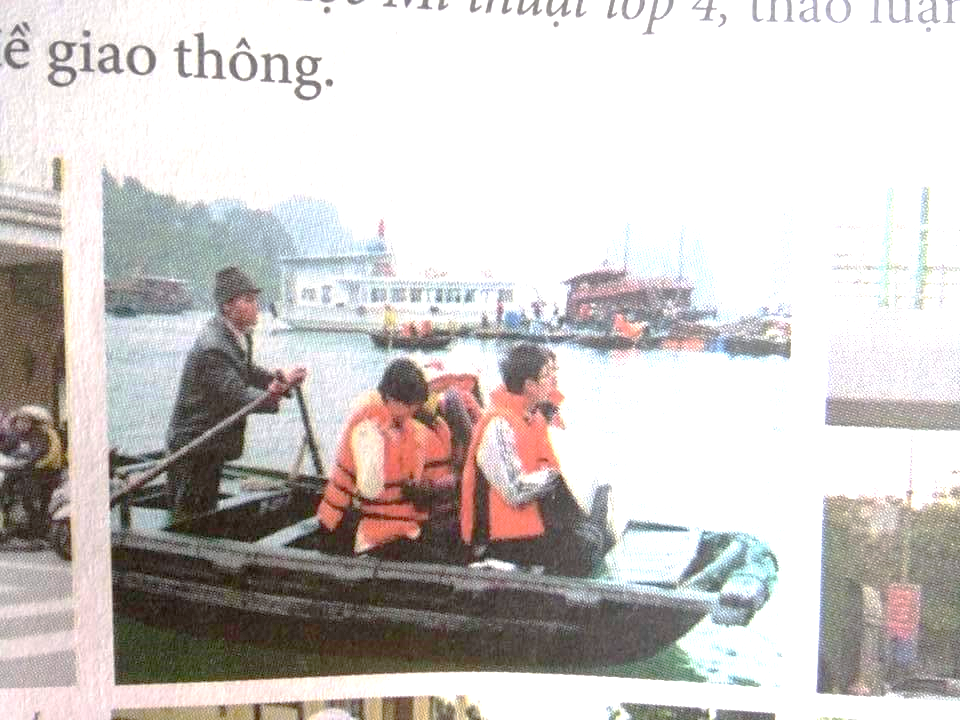 Mĩ thuật lớp 4, thảo luận
giao thông.